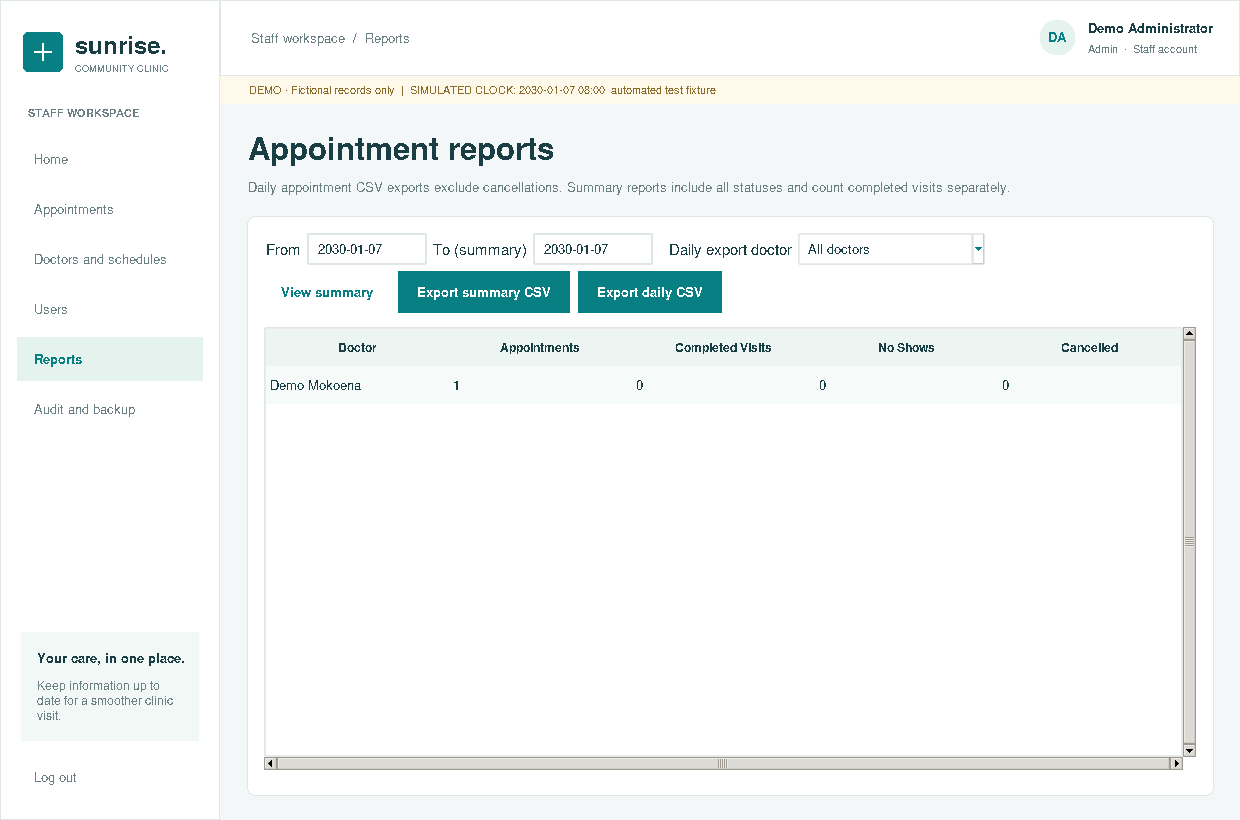 sunrise.
COMMUNITY CLINIC
STAFF WORKSPACE
Home
Appointments
Doctors and schedules
Users
Reports
Audit and backup
Your care, in one place.
Keep information up to
date for a smoother clinic
visit.
Log out
Staff workspace / Reports
DA
Demo Administrator
Admin · Staff account
DEMO · Fictional records only | SIMULATED CLOCK: 2030-01-07 08:00 automated test fixture
Appointment reports
Daily appointment CSV exports exclude cancellations. Summary reports include all statuses and count completed visits separately.
From 2030-01-07 To (summary) 2030-01-07 Daily export doctor All doctors
View summary Export summary CSV Export daily CSV
Doctor Appointments Completed Visits No Shows Cancelled
Demo Mokoena 1 0 0 0